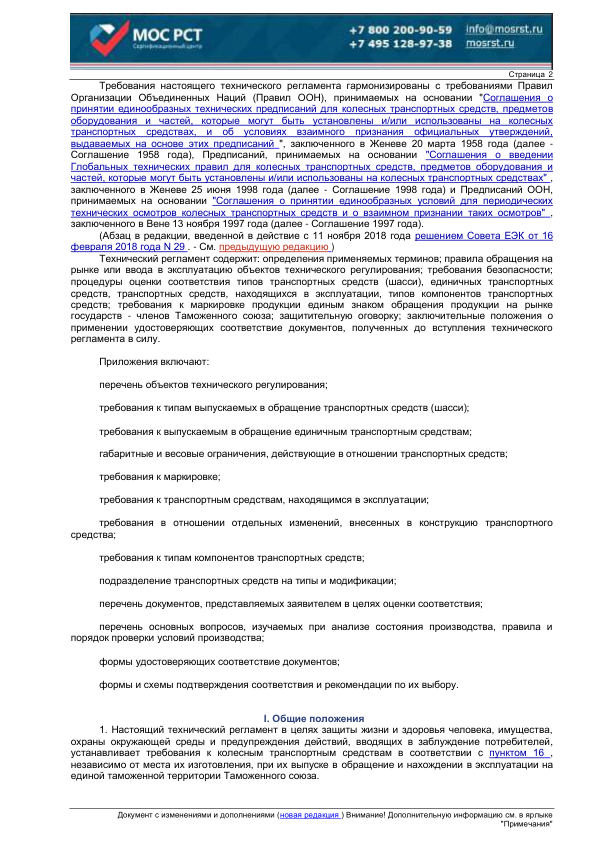 МОС РСТ
Сертификационный центр
+7 800 200-90-59 info@mosrst.ru
+7 495 128-97-38 mosrst.ru
Страница 2
Требования настоящего технического регламента гармонизированы с требованиями Правил
Организации Объединенных Наций (Правил ООН), принимаемых на основании "Соглашения о
принятии единообразных технических предписаний для колесных транспортных средств, предметов
оборудования и частей, которые могут быть установлены и/или использованы на колесных
транспортных средствах, и об условиях взаимного признания официальных утверждений,
выдаваемых на основе этих предписаний ", заключенного в Женеве 20 марта 1958 года (далее -
Соглашение 1958 года), Предписаний, принимаемых на основании "Соглашения о введении
Глобальных технических правил для колесных транспортных средств, предметов оборудования и
частей, которые могут быть установлены и/или использованы на колесных транспортных средствах" ,
заключенного в Женеве 25 июня 1998 года (далее - Соглашение 1998 года) и Предписаний ООН,
принимаемых на основании "Соглашения о принятии единообразных условий для периодических
технических осмотров колесных транспортных средств и о взаимном признании таких осмотров" ,
заключенного в Вене 13 ноября 1997 года (далее - Соглашение 1997 года).
(Абзац в редакции, введенной в действие с 11 ноября 2018 года решением Совета ЕЭК от 16
февраля 2018 года N 29 . - См. предыдущую редакцию )
Технический регламент содержит: определения применяемых терминов; правила обращения на
рынке или ввода в эксплуатацию объектов технического регулирования; требования безопасности;
процедуры оценки соответствия типов транспортных средств (шасси), единичных транспортных
средств, транспортных средств, находящихся в эксплуатации, типов компонентов транспортных
средств; требования к маркировке продукции единым знаком обращения продукции на рынке
государств - членов Таможенного союза; защитительную оговорку; заключительные положения о
применении удостоверяющих соответствие документов, полученных до вступления технического
регламента в силу.
Приложения включают:
перечень объектов технического регулирования;
требования к типам выпускаемых в обращение транспортных средств (шасси);
требования к выпускаемым в обращение единичным транспортным средствам;
габаритные и весовые ограничения, действующие в отношении транспортных средств;
требования к маркировке;
требования к транспортным средствам, находящимся в эксплуатации;
требования в отношении отдельных изменений, внесенных в конструкцию транспортного
средства;
требования к типам компонентов транспортных средств;
подразделение транспортных средств на типы и модификации;
перечень документов, представляемых заявителем в целях оценки соответствия;
перечень основных вопросов, изучаемых при анализе состояния производства, правила и
порядок проверки условий производства;
формы удостоверяющих соответствие документов;
формы и схемы подтверждения соответствия и рекомендации по их выбору.
I. Общие положения
1. Настоящий технический регламент в целях защиты жизни и здоровья человека, имущества,
охраны окружающей среды и предупреждения действий, вводящих в заблуждение потребителей,
устанавливает требования к колесным транспортным средствам в соответствии с пунктом 16 ,
независимо от места их изготовления, при их выпуске в обращение и нахождении в эксплуатации на
единой таможенной территории Таможенного союза.
Документ с изменениями и дополнениями (новая редакция ) Внимание! Дополнительную информацию см. в ярлыке
"Примечания"